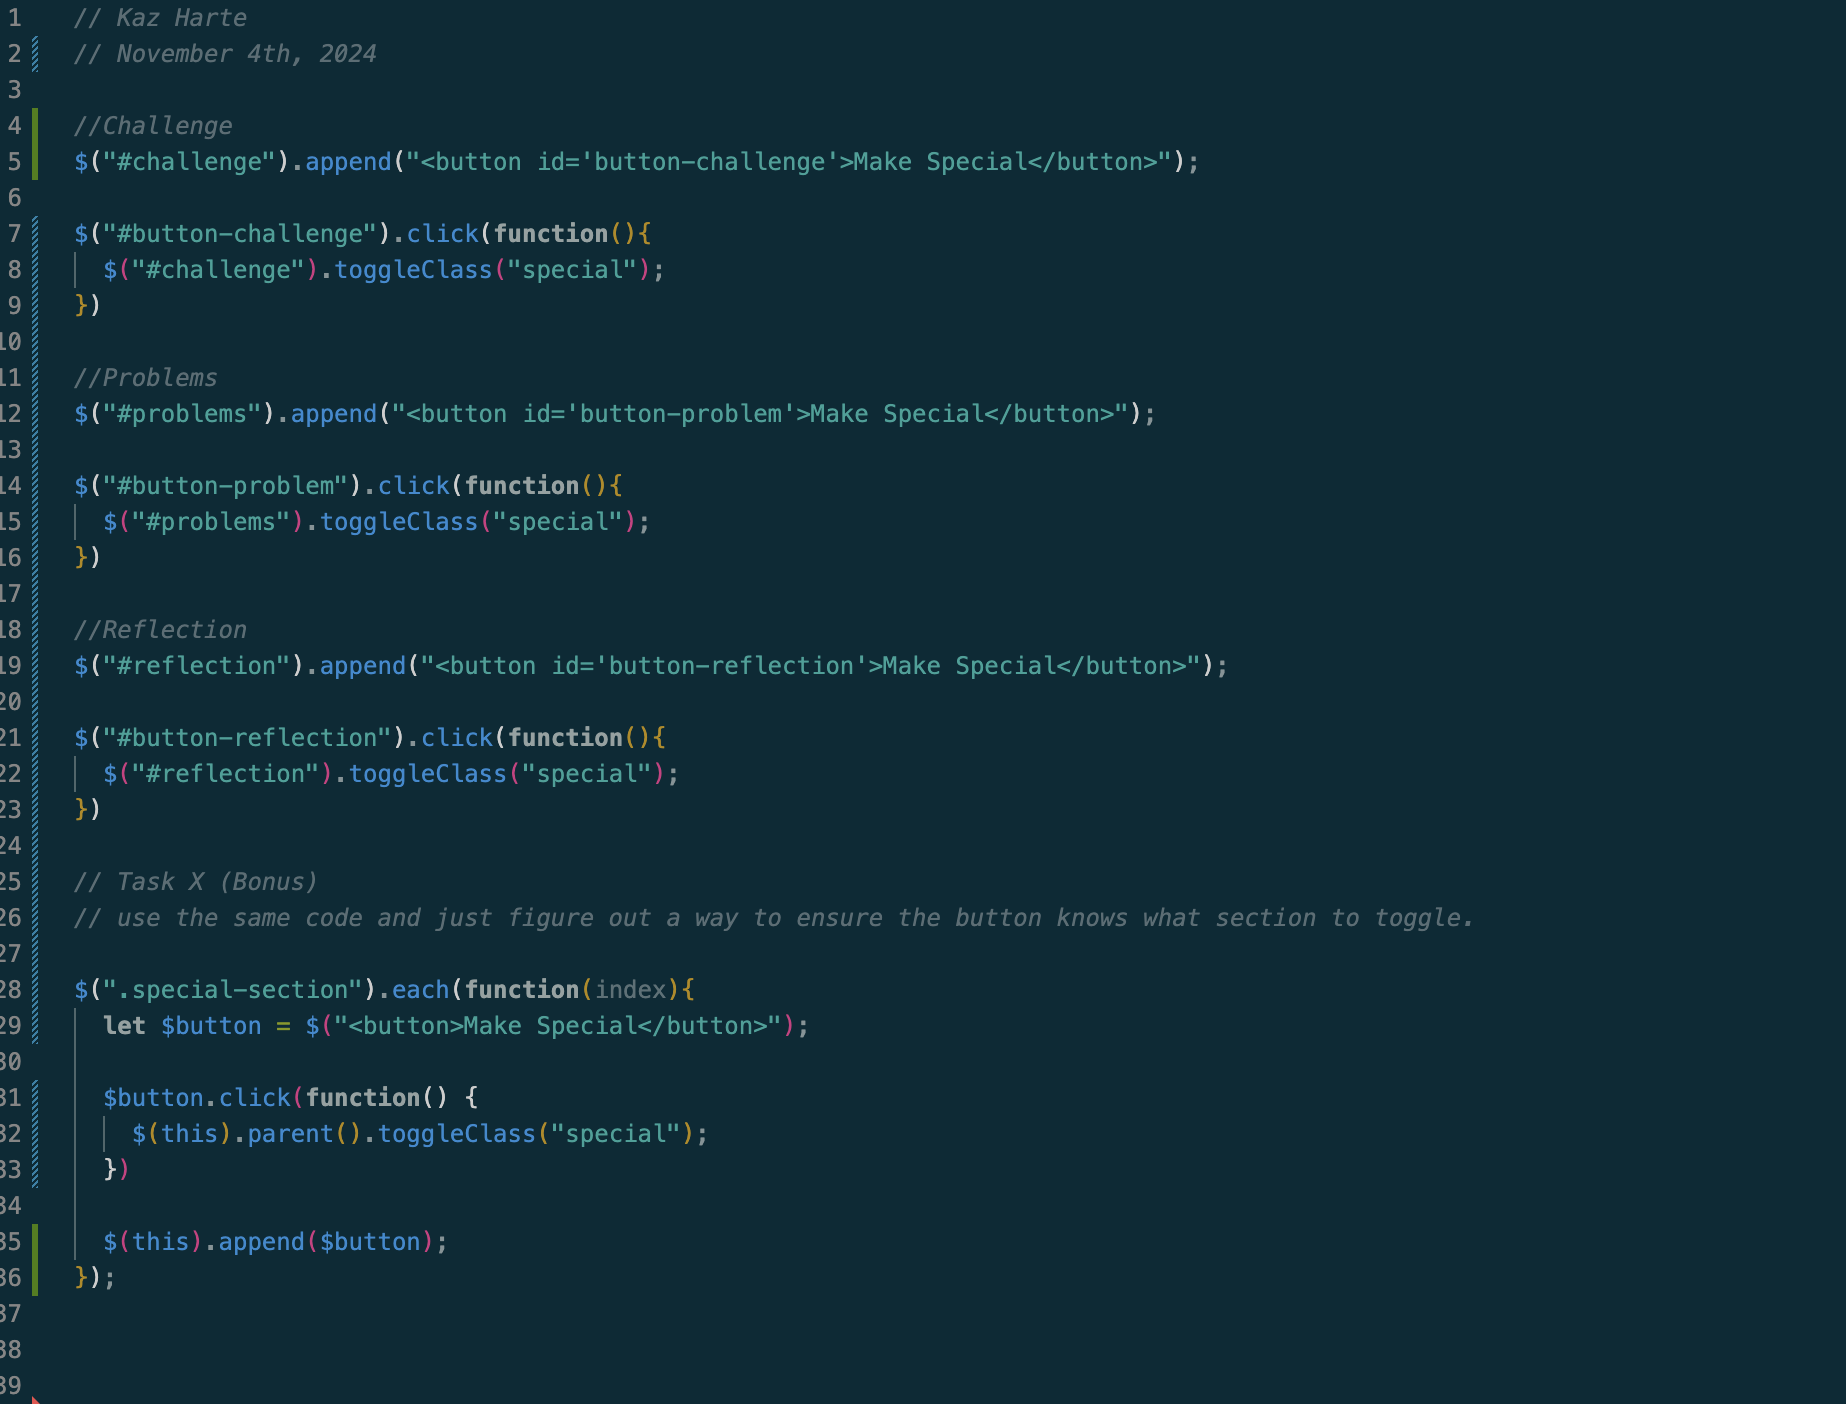 1 // Kaz Harte
2 // November 4th, 2024
3
4 //Challenge
5 $("#challenge").append("<button id='button-challenge'>Make Special</button>");
6
7 $("#button-challenge").click(function(){
8 $("#challenge").toggleClass("special");
9 })
10
11 //Problems
12 $("#problems").append("<button id='button-problem'>Make Special</button>");
13
14 $("#button-problem").click(function(){
15 $("#problems").toggleClass("special");
16 })
17
18 //Reflection
19 $("#reflection").append("<button id='button-reflection'>Make Special</button>");
20
21 $("#button-reflection").click(function(){
22 $("#reflection").toggleClass("special");
23 })
24
25 // Task X (Bonus)
26 // use the same code and just figure out a way to ensure the button knows what section to toggle.
27
28 $(".special-section").each(function(index){
29 let $button = $("<button>Make Special</button>");
30
31 $button.click(function() {
32 $(this).parent().toggleClass("special");
33 })
34
35 $(this).append($button);
36 });
37
38
39